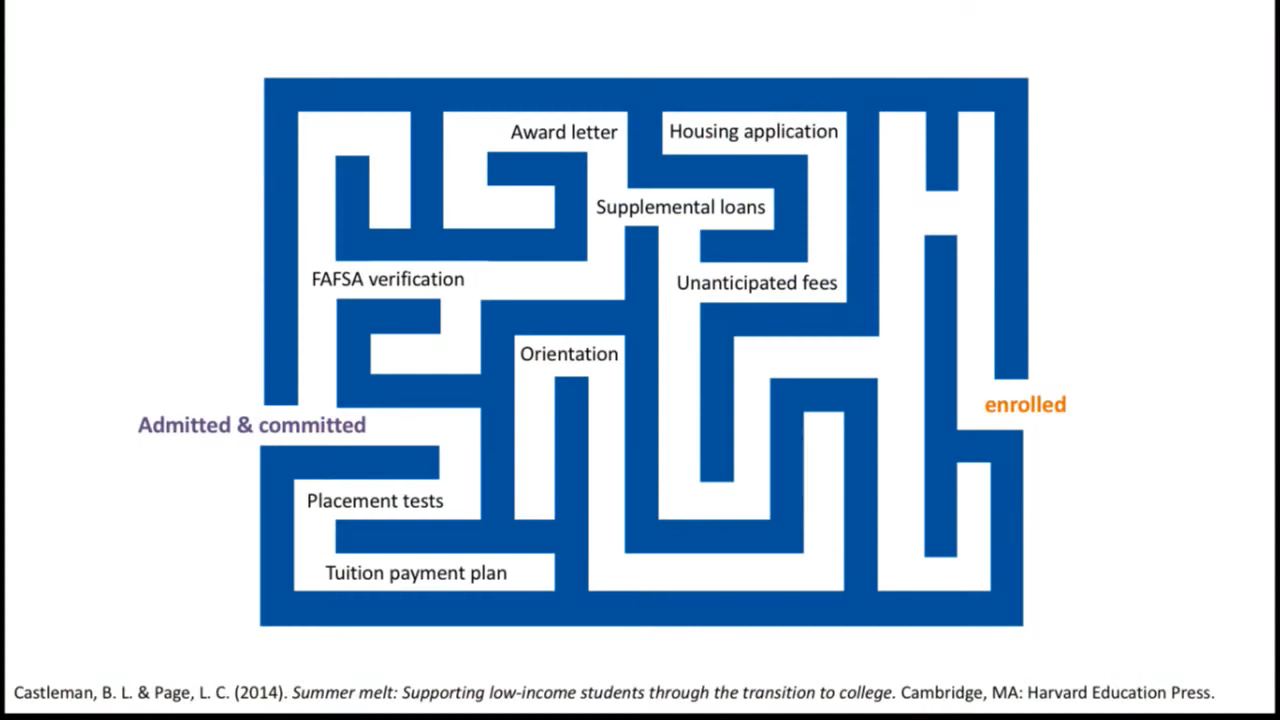 Award letter
Housing application
Supplemental loans
FAFSA verification
Unanticipated fees
Orientation
Admitted & committed
enrolled
Placement tests
Tuition payment plan
Castleman, B. L. & Page, L. C. (2014). Summer melt: Supporting low-income students through the transition to college. Cambridge, MA: Harvard Education Press.